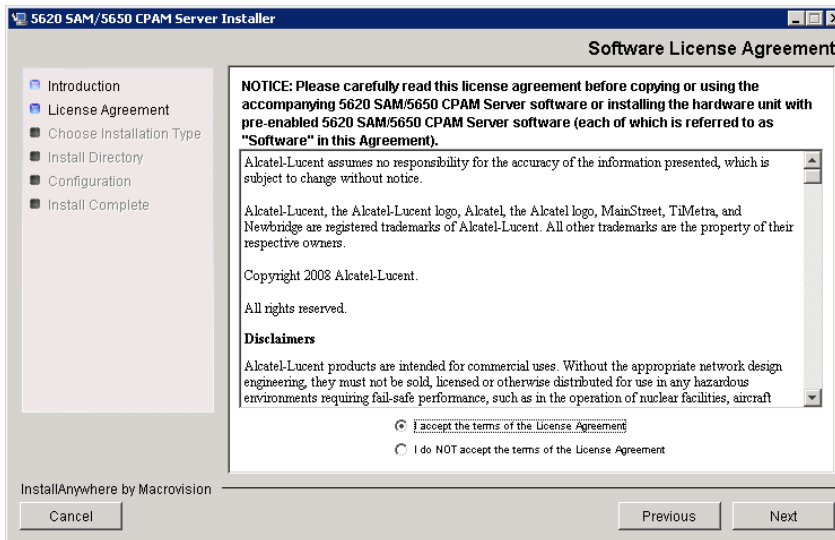 5620 SAM/5650 CPAM Server Installer
Software License Agreement
Introduction
License Agreement
Choose Installation Type
Install Directory
Configuration
Install Complete
NOTICE: Please carefully read this license agreement before copying or using the
accompanying 5620 SAM/5650 CPAM Server software or installing the hardware unit with
pre-enabled 5620 SAM/5650 CPAM Server software (each of which is referred to as
"Software" in this Agreement).
Alcatel-Lucent assumes no responsibility for the accuracy of the information presented, which is
subject to change without notice.
Alcatel-Lucent, the Alcatel-Lucent logo, Alcatel, the Alcatel logo, MainStreet, TiMetra, and
Newbridge are registered trademarks of Alcatel-Lucent. All other trademarks are the property of their
respective owners.
Copyright 2008 Alcatel-Lucent.
All rights reserved.
Disclaimers
Alcatel-Lucent products are intended for commercial uses. Without the appropriate network design
engineering, they must not be sold, licensed or otherwise distributed for use in any hazardous
environments requiring fail-safe performance, such as in the operation of nuclear facilities, aircraft
I accept the terms of the License Agreement
I do NOT accept the terms of the License Agreement
InstallAnywhere by Macrovision
Cancel
Previous
Next